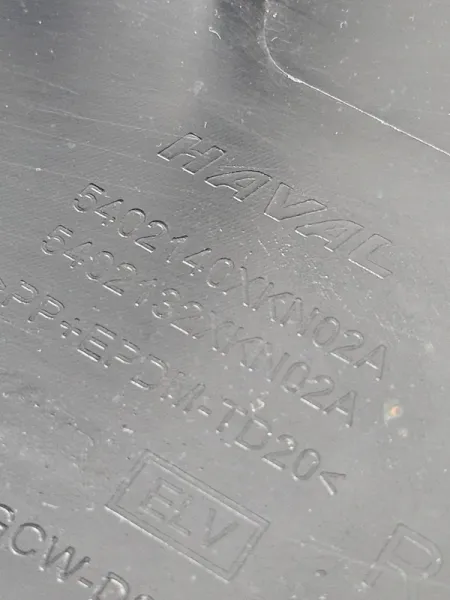 HAVAL
5402140XKN02A
5402132XKN02A
>PP+EPDM-TD20<
ELV